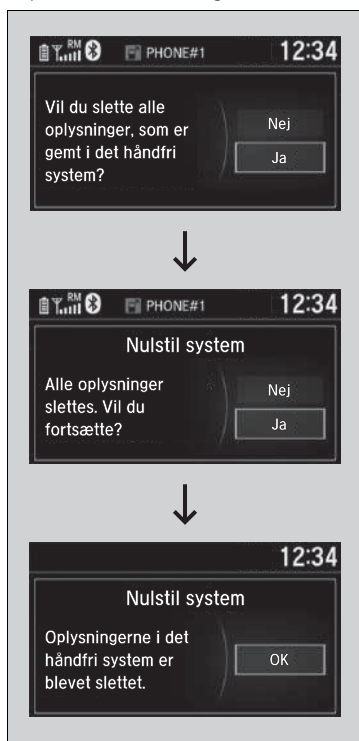 RM PHONE#1 12:34
Vil du slette alle
oplysninger, som er
gemt i det håndfri
system?
Nej
Ja
RM PHONE#1 12:34
Nulstil system
Alle oplysninger
slettes. Vil du
fortsætte?
Nej
Ja
12:34
Nulstil system
Oplysningerne i det
håndfri system er
blevet slettet.
OK